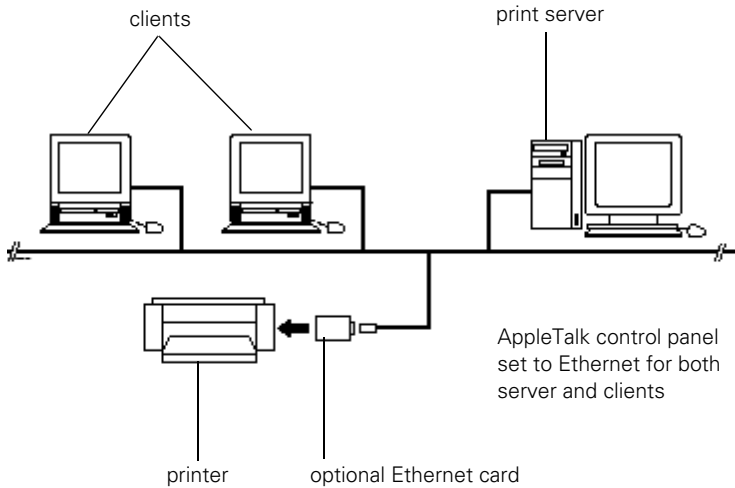 clients
print server
AppleTalk control panel
set to Ethernet for both
server and clients
printer
optional Ethernet card